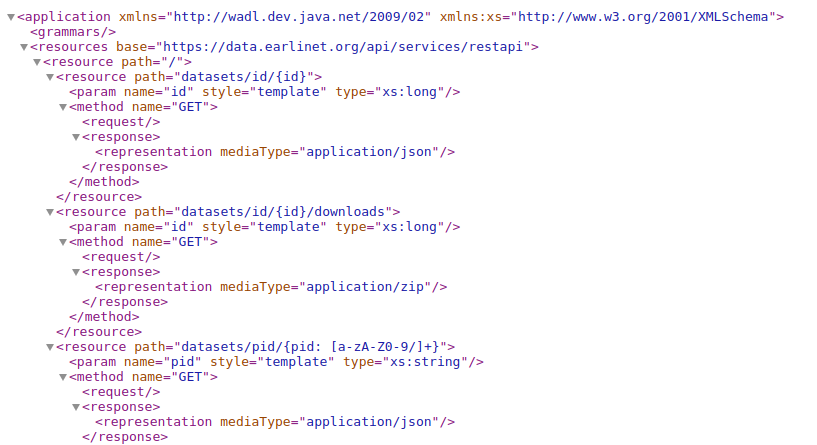 <application xmlns="http://wadl.dev.java.net/2009/02" xmlns:xs="http://www.w3.org/2001/XMLSchema">
<grammars/>
<resources base="https://data.earlinet.org/api/services/restapi">
<resource path="/">
<resource path="datasets/id/{id}">
<param name="id" style="template" type="xs:long"/>
<method name="GET">
<request/>
<response>
<representation mediaType="application/json"/>
</response>
</method>
</resource>
<resource path="datasets/id/{id}/downloads">
<param name="id" style="template" type="xs:long"/>
<method name="GET">
<request/>
<response>
<representation mediaType="application/zip"/>
</response>
</method>
</resource>
<resource path="datasets/pid/{pid: [a-zA-Z0-9/]+}">
<param name="pid" style="template" type="xs:string"/>
<method name="GET">
<request/>
<response>
<representation mediaType="application/json"/>
</response>